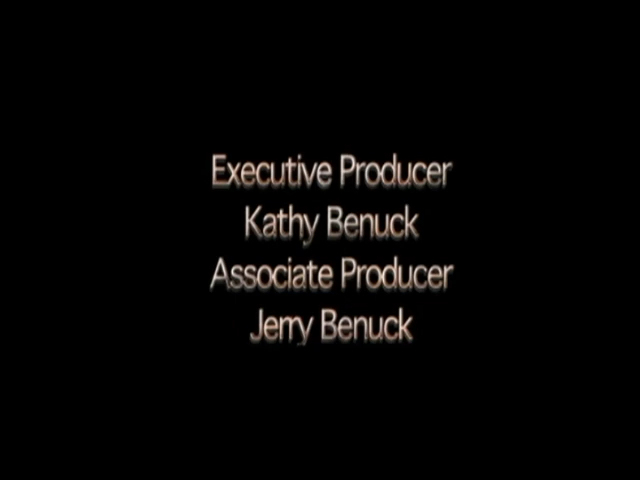 Executive Producer
Kathy Benuck
Associate Producer
Jerry Benuck